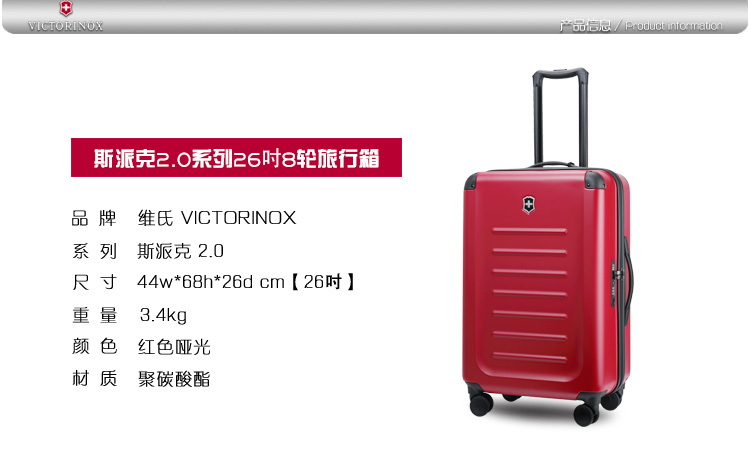 VICTORINOX
产品信息 / Product information
斯派克2.0系列26吋8轮旅行箱
品 牌 维氏 VICTORINOX
系 列 斯派克 2.0
尺 寸 44w*68h*26d cm【26吋】
重 量 3.4kg
颜 色 红色哑光
材 质 聚碳酸酯